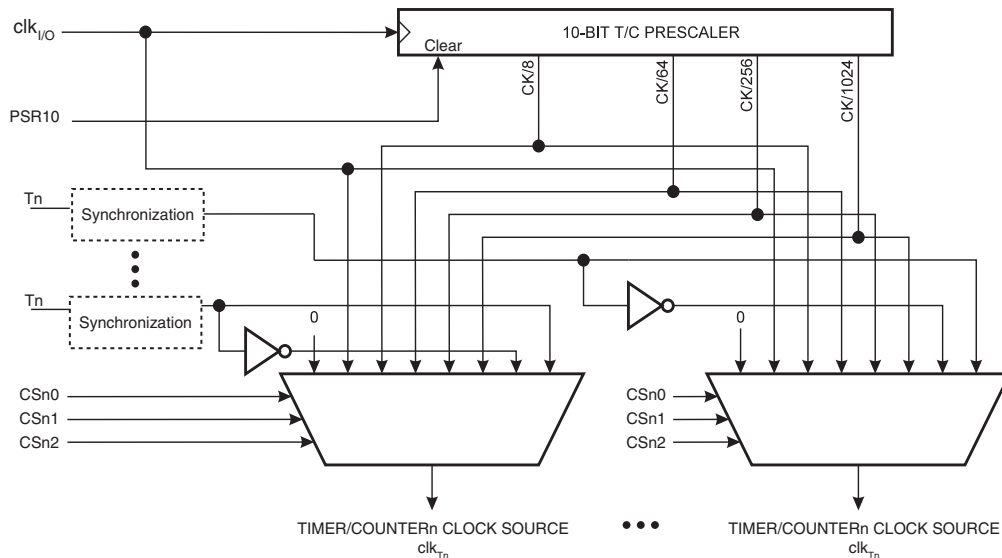 clkI/O
10-BIT T/C PRESCALER
Clear
CK/8
CK/64
CK/256
CK/1024
PSR10
Tn
Synchronization
Tn
Synchronization
0
0
CSn0
CSn1
CSn2
CSn0
CSn1
CSn2
TIMER/COUNTERn CLOCK SOURCE
clkTn
TIMER/COUNTERn CLOCK SOURCE
clkTn